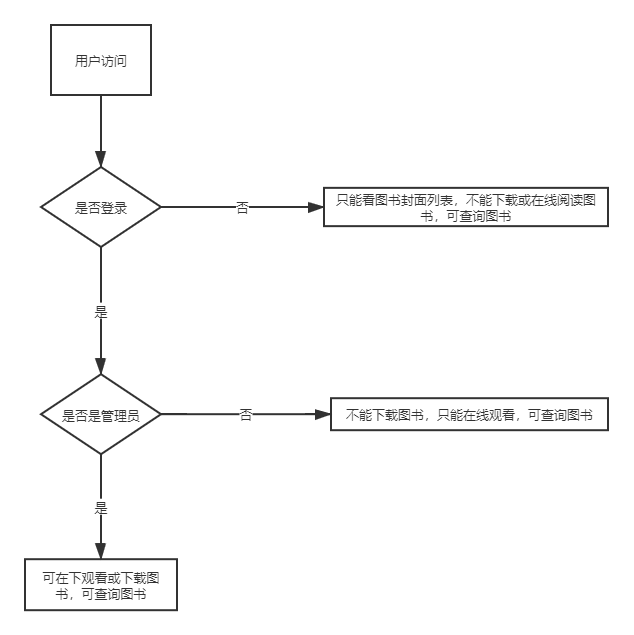 用户访问
是否登录
否
只能看图书封面列表，不能下载或在线阅读图
书，可查询图书
是
是否是管理员
否
不能下载图书，只能在线观看，可查询图书
是
可在下观看或下载图
书，可查询图书